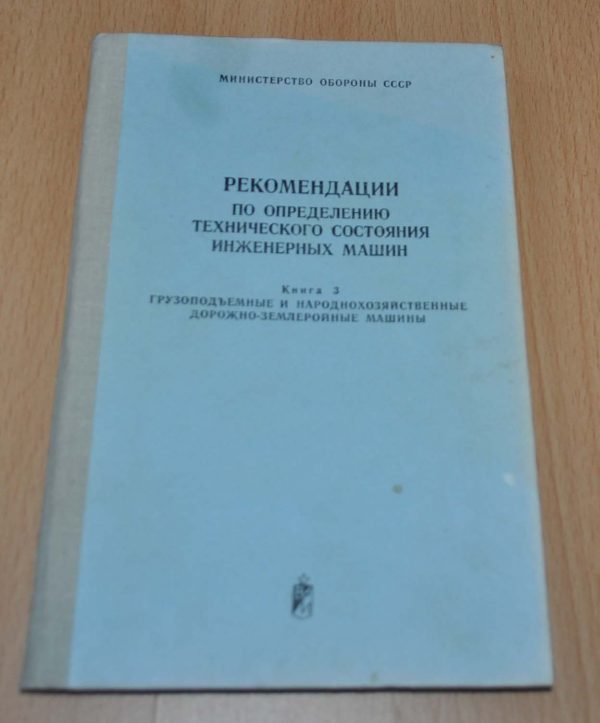 МИНИСТЕРСТВО ОБОРОНЫ СССР
РЕКОМЕНДАЦИИ
ПО ОПРЕДЕЛЕНИЮ
ТЕХНИЧЕСКОГО СОСТОЯНИЯ
ИНЖЕНЕРНЫХ МАШИН
Книга 3
ГРУЗОПОДЪЕМНЫЕ И НАРОДНОХОЗЯЙСТВЕННЫЕ
ДОРОЖНО-ЗЕМЛЕРОЙНЫЕ МАШИНЫ